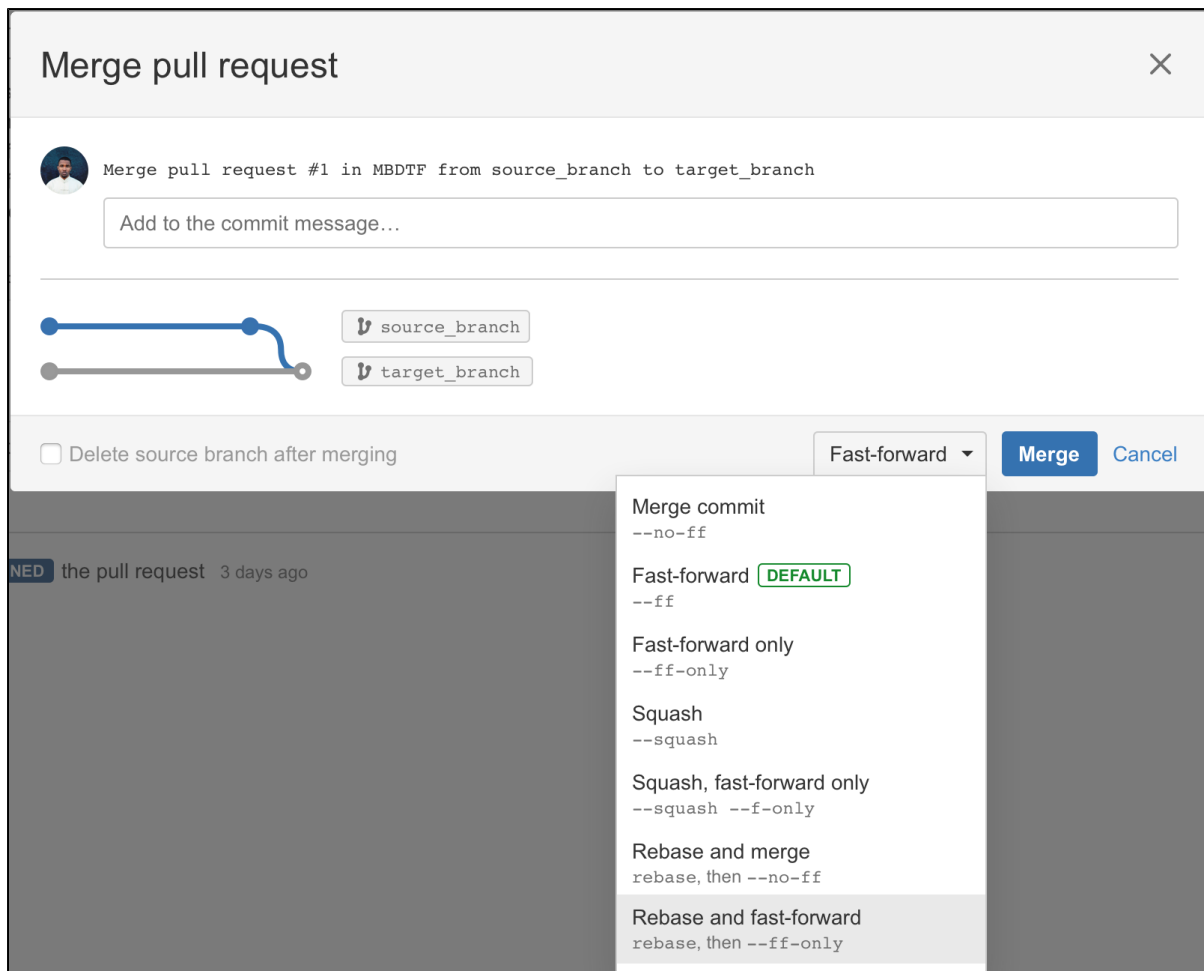 Merge pull request
Merge pull request #1 in MBDTF from source_branch to target_branch
Add to the commit message…
source_branch
target_branch
Delete source branch after merging
Fast-forward
Merge
Cancel
Merge commit
--no-ff
NED the pull request 3 days ago
Fast-forward DEFAULT
--ff
Fast-forward only
--ff-only
Squash
--squash
Squash, fast-forward only
--squash --f-only
Rebase and merge
rebase, then --no-ff
Rebase and fast-forward
rebase, then --ff-only